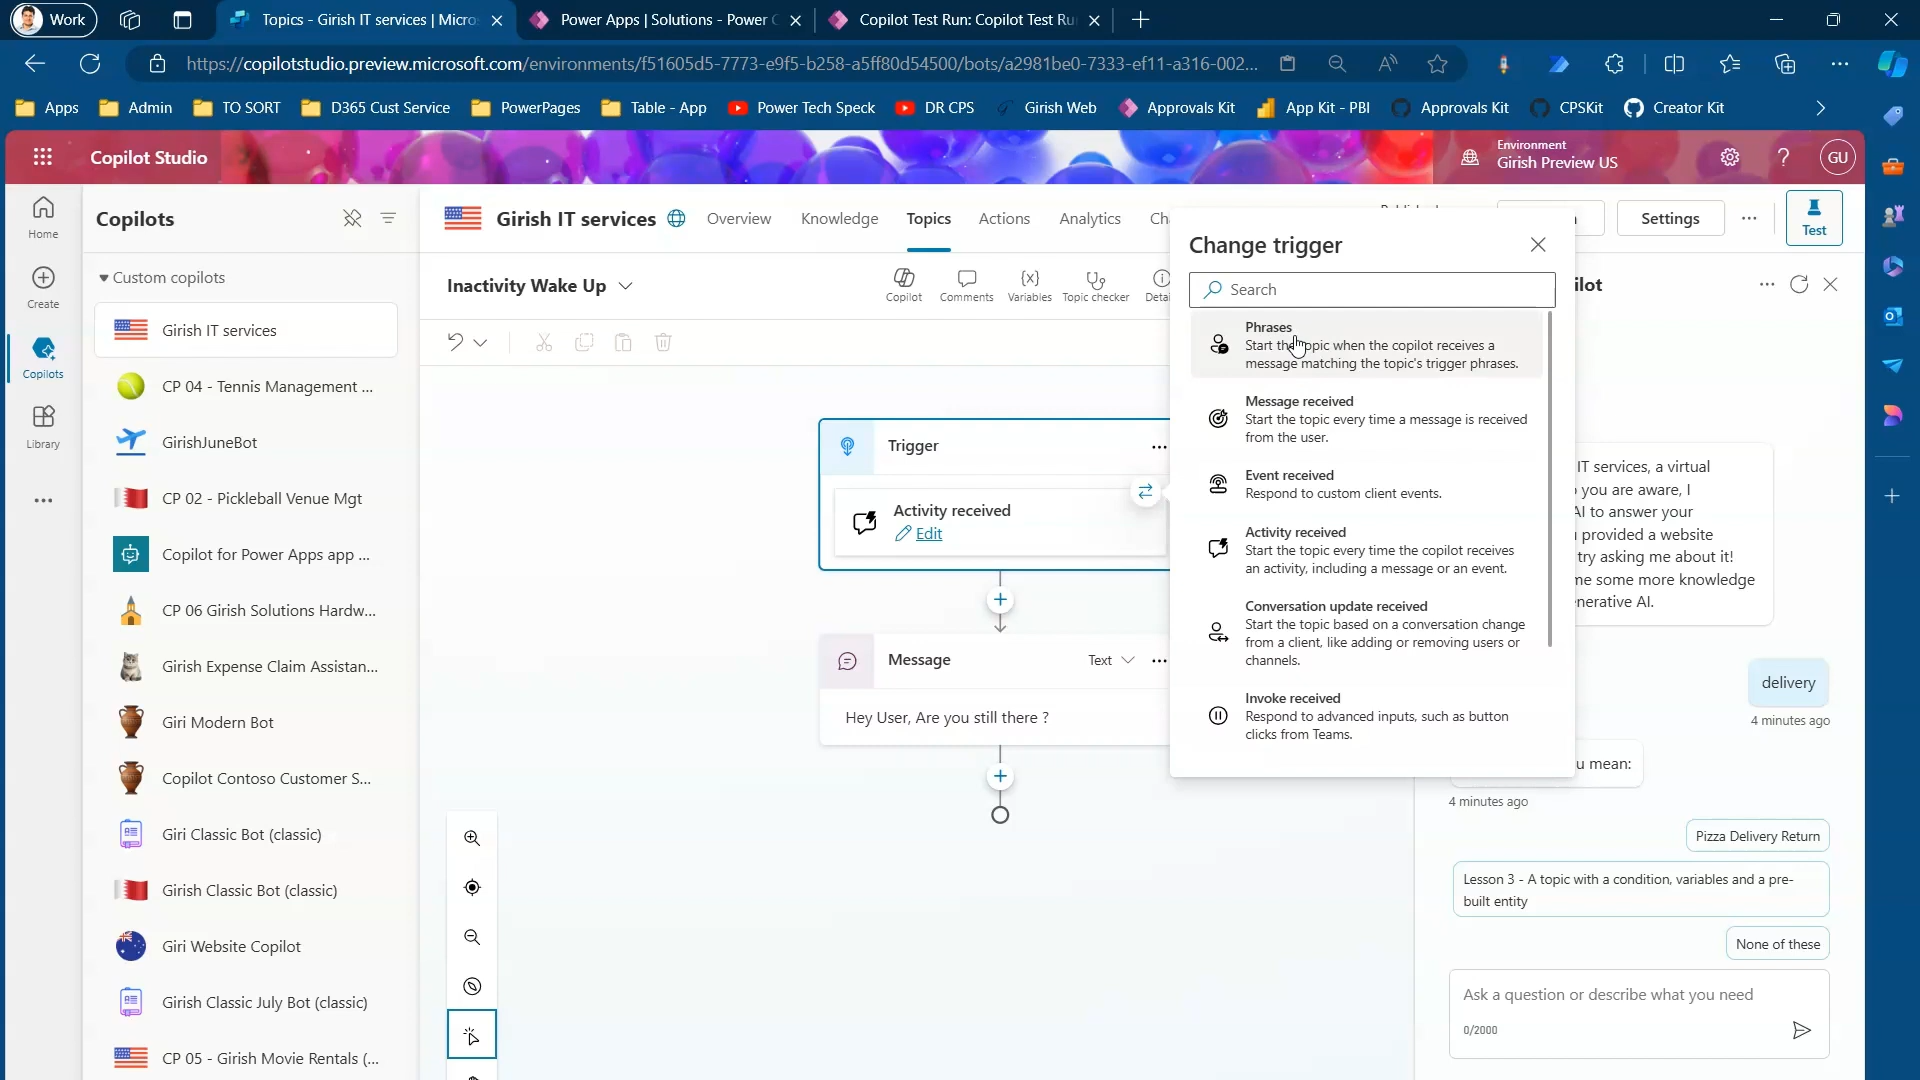 Work
Topics - Girish IT services | Micro
Power Apps | Solutions - Power
Copilot Test Run: Copilot Test Ru
https://copilotstudio.preview.microsoft.com/environments/f51605d5-7773-e9f5-b258-a5ff80d54500/bots/a2981be0-7333-ef11-a316-002...
Apps
Admin
TO SORT
D365 Cust Service
PowerPages
Table - App
Power Tech Speck
DR CPS
Girish Web
Approvals Kit
App Kit - PBI
Approvals Kit
CPSKit
Creator Kit
Copilot Studio
Environment
Girish Preview US
GU
Home
Create
Copilots
Library
Copilots
Custom copilots
Girish IT services
CP 04 - Tennis Management ...
GirishJuneBot
CP 02 - Pickleball Venue Mgt
Copilot for Power Apps app ...
CP 06 Girish Solutions Hardw...
Girish Expense Claim Assistan...
Giri Modern Bot
Copilot Contoso Customer S...
Giri Classic Bot (classic)
Girish Classic Bot (classic)
Giri Website Copilot
Girish Classic July Bot (classic)
CP 05 - Girish Movie Rentals (...
Girish IT services
Overview
Knowledge
Topics
Actions
Analytics
Ch
Settings
Test
Inactivity Wake Up
Copilot
Comments
Variables
Topic checker
Detai
Trigger
Activity received
Edit
Message
Text
Hey User, Are you still there ?
Change trigger
Search
Phrases
Start the topic when the copilot receives a
message matching the topic's trigger phrases.
Message received
Start the topic every time a message is received
from the user.
Event received
Respond to custom client events.
Activity received
Start the topic every time the copilot receives
an activity, including a message or an event.
Conversation update received
Start the topic based on a conversation change
from a client, like adding or removing users or
channels.
Invoke received
Respond to advanced inputs, such as button
clicks from Teams.
ilot
IT services, a virtual
you are aware, I
AI to answer your
provided a website
try asking me about it!
me some more knowledge
nerative AI.
delivery
4 minutes ago
u mean:
4 minutes ago
Pizza Delivery Return
Lesson 3 - A topic with a condition, variables and a pre-
built entity
None of these
Ask a question or describe what you need
0/2000